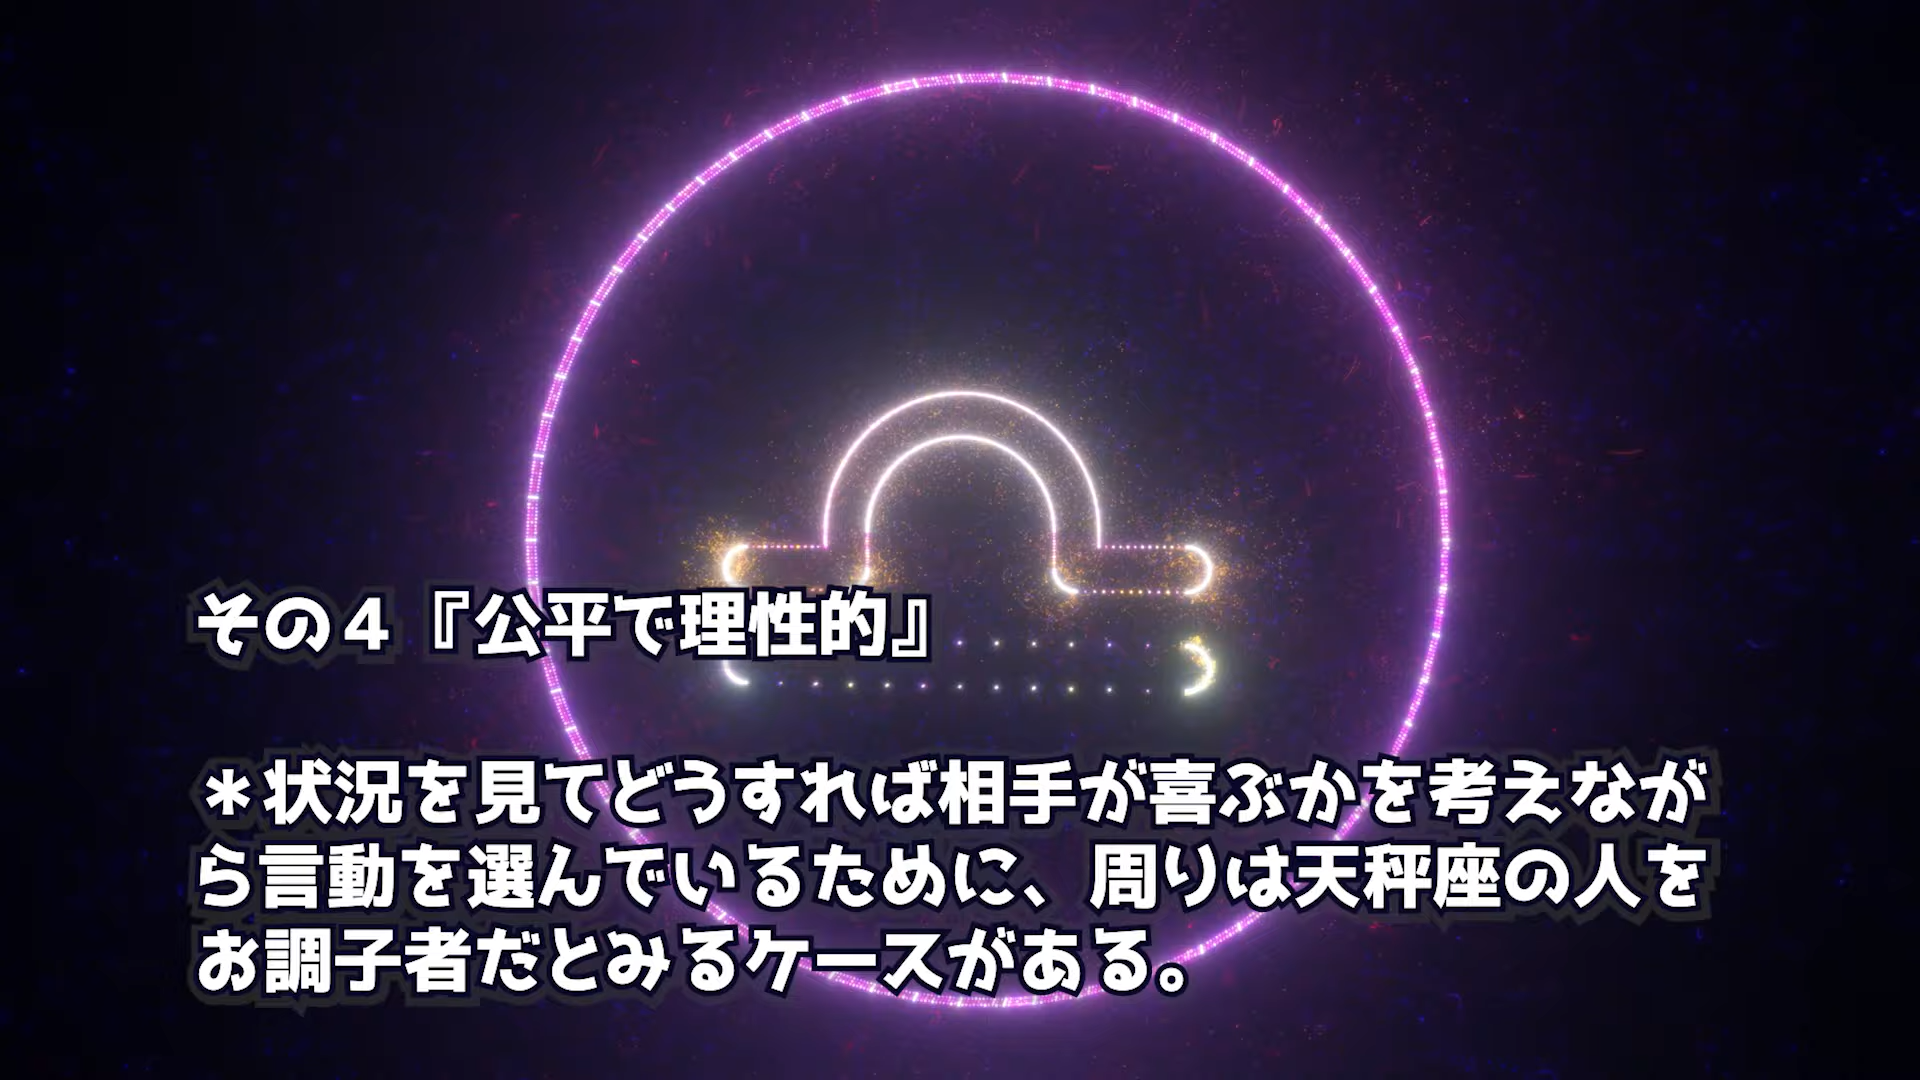 その４『公平で理性的』
＊状況を見てどうすれば相手が喜ぶかを考えなが
ら言動を選んでいるために、周りは天秤座の人を
お調子者だとみるケースがある。